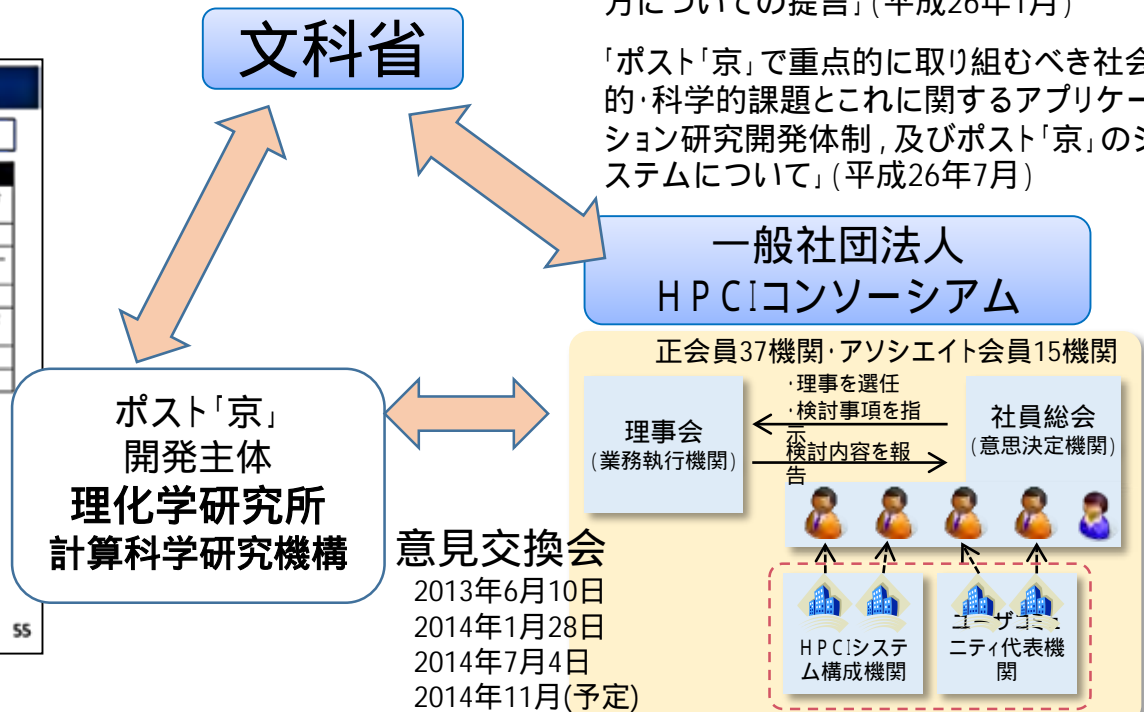 方についての提言」(平成26年1月)
文科省
「ポスト「京」で重点的に取り組むべき社会
的・科学的課題とこれに関するアプリケー
ション研究開発体制,及びポスト「京」のシ
ステムについて」(平成26年7月)
一般社団法人
HPCIコンソーシアム
正会員37機関・アソシエイト会員15機関
・理事を選任
・検討事項を指
示
検討内容を報
告
理事会
(業務執行機関)
社員総会
(意思決定機関)
ポスト「京」
開発主体
理化学研究所
計算科学研究機構
意見交換会
2013年6月10日
2014年1月28日
2014年7月4日
2014年11月(予定)
HPCIシステ
ム構成機関
ユーザコミュ
ニティ代表機
関
55